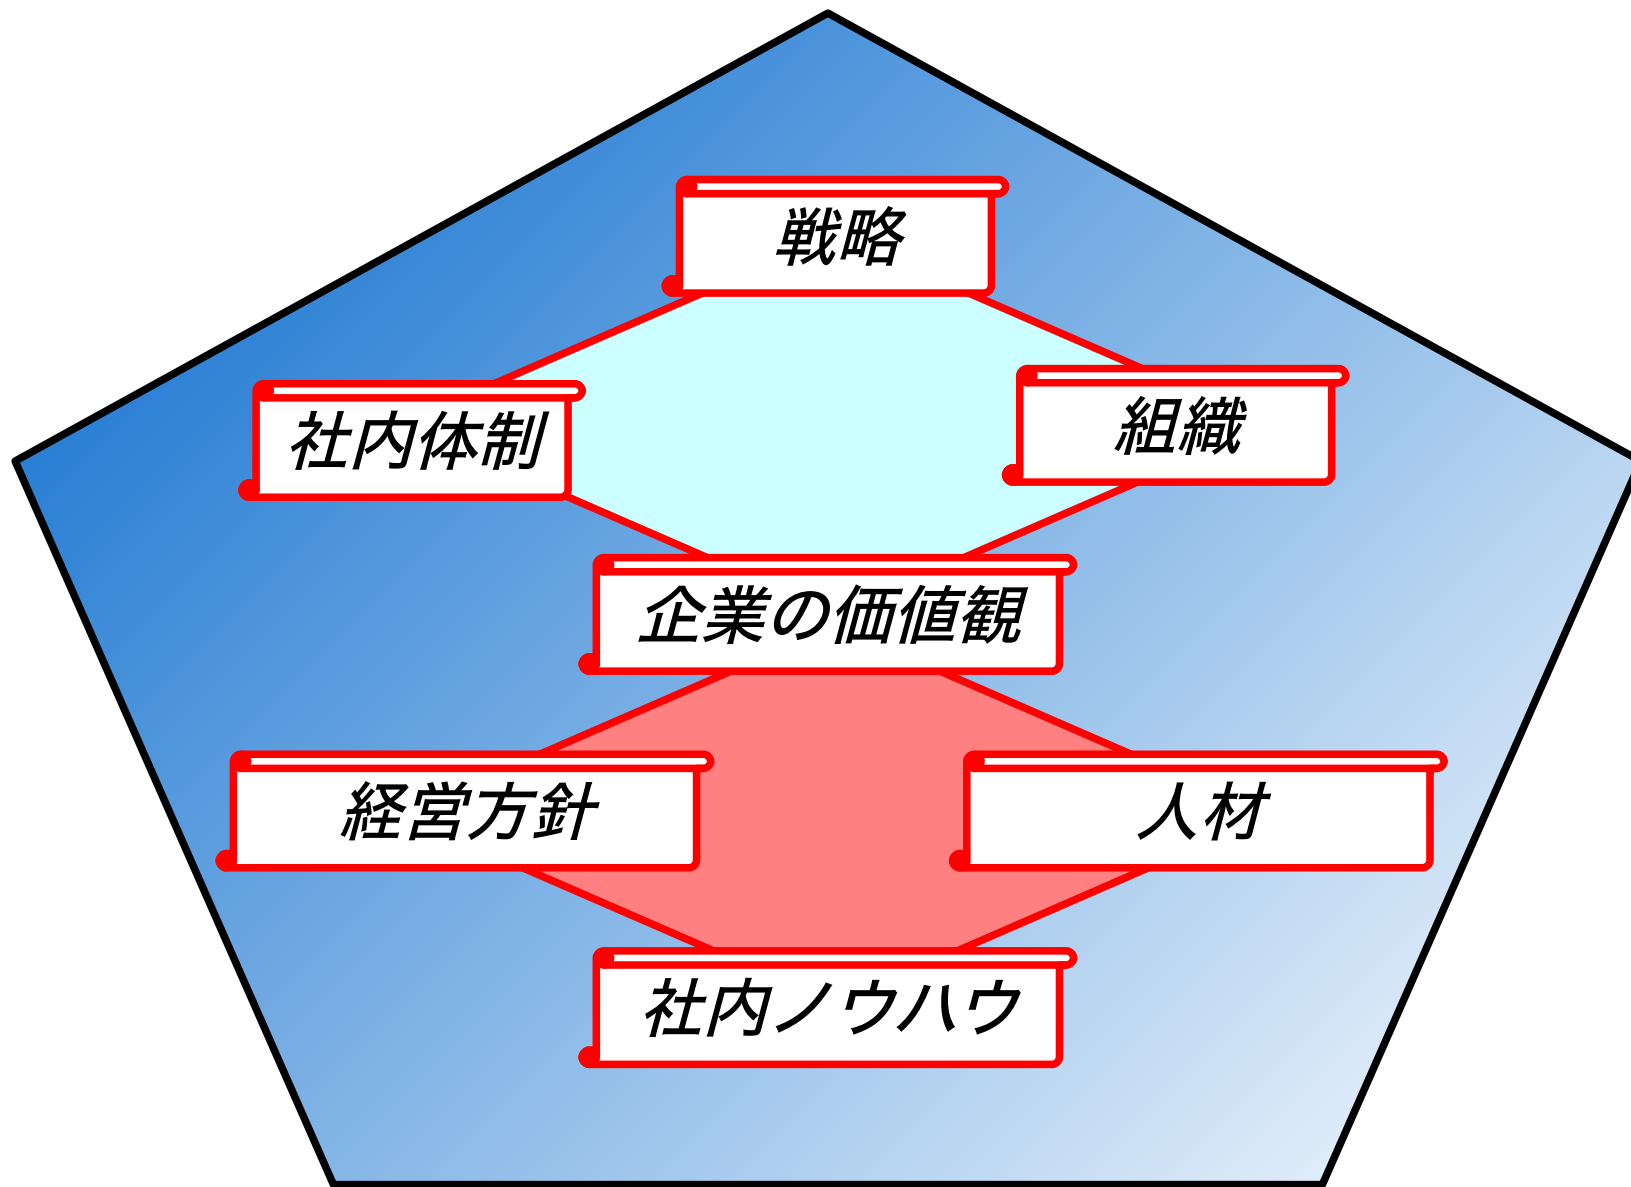 戦略
社内体制
組織
企業の価値観
経営方針
人材
社内ノウハウ